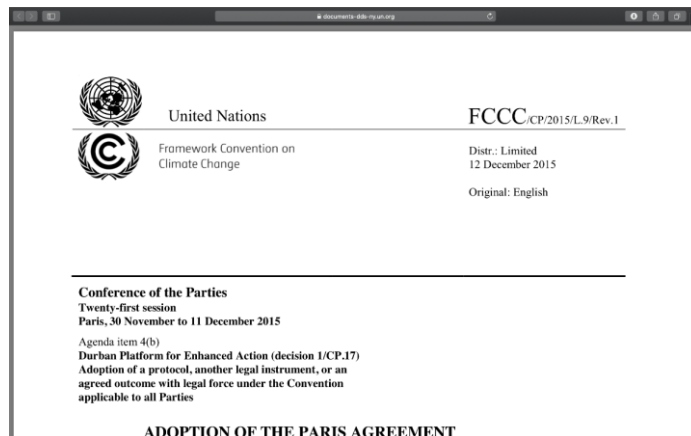 documents-dds-ny.un.org
United Nations
FCCC/CP/2015/L.9/Rev.1
Framework Convention on
Climate Change
Distr.: Limited
12 December 2015
Original: English
Conference of the Parties
Twenty-first session
Paris, 30 November to 11 December 2015
Agenda item 4(b)
Durban Platform for Enhanced Action (decision 1/CP.17)
Adoption of a protocol, another legal instrument, or an
agreed outcome with legal force under the Convention
applicable to all Parties
ADOPTION OF THE PARIS AGREEMENT